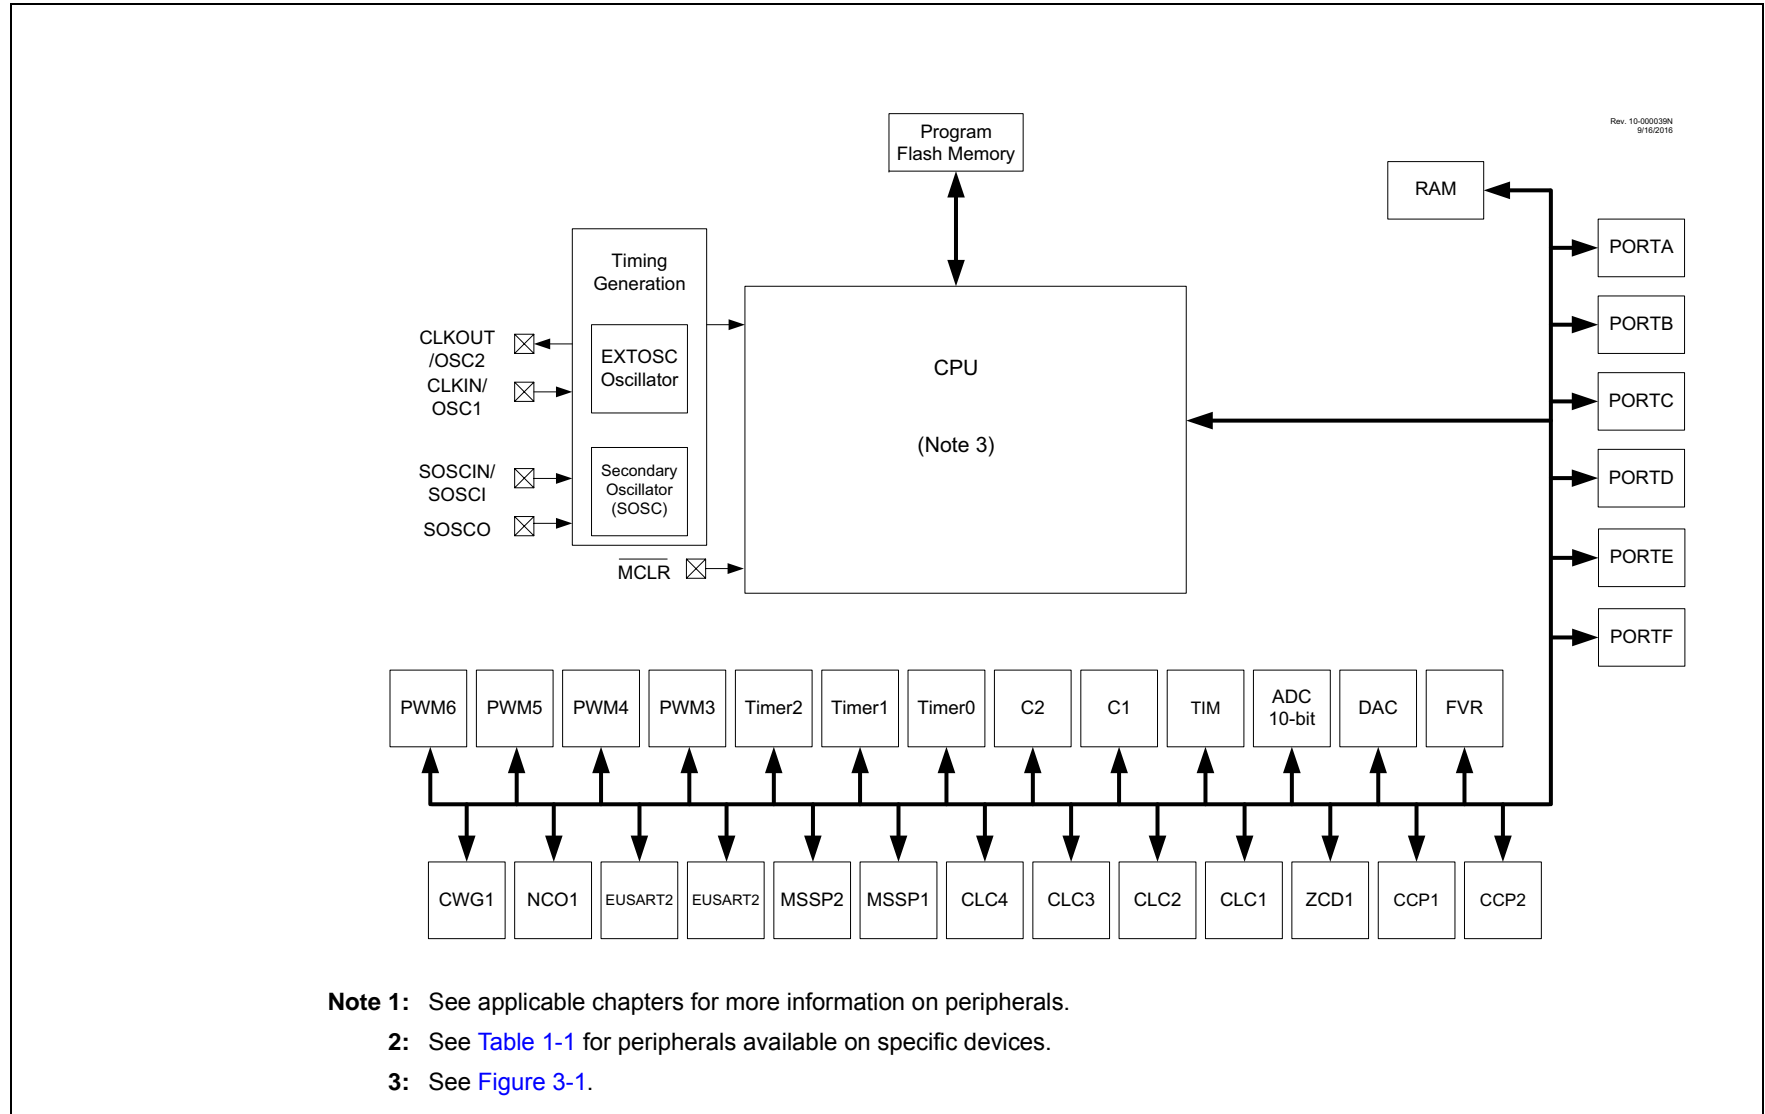 Rev. 10-000039N
9/16/2016
Program
Flash Memory
RAM
PORTA
PORTB
PORTC
PORTD
PORTE
PORTF
Timing
Generation
EXTOSC
Oscillator
Secondary
Oscillator
(SOSC)
CLKOUT
/OSC2
CLKIN/
OSC1
SOSCIN/
SOSCI
SOSCO
MCLR
CPU
(Note 3)
PWM6
PWM5
PWM4
PWM3
Timer2
Timer1
Timer0
C2
C1
TIM
ADC
10-bit
DAC
FVR
CWG1
NCO1
EUSART2
EUSART2
MSSP2
MSSP1
CLC4
CLC3
CLC2
CLC1
ZCD1
CCP1
CCP2
Note 1: See applicable chapters for more information on peripherals.
2: See Table 1-1 for peripherals available on specific devices.
3: See Figure 3-1.